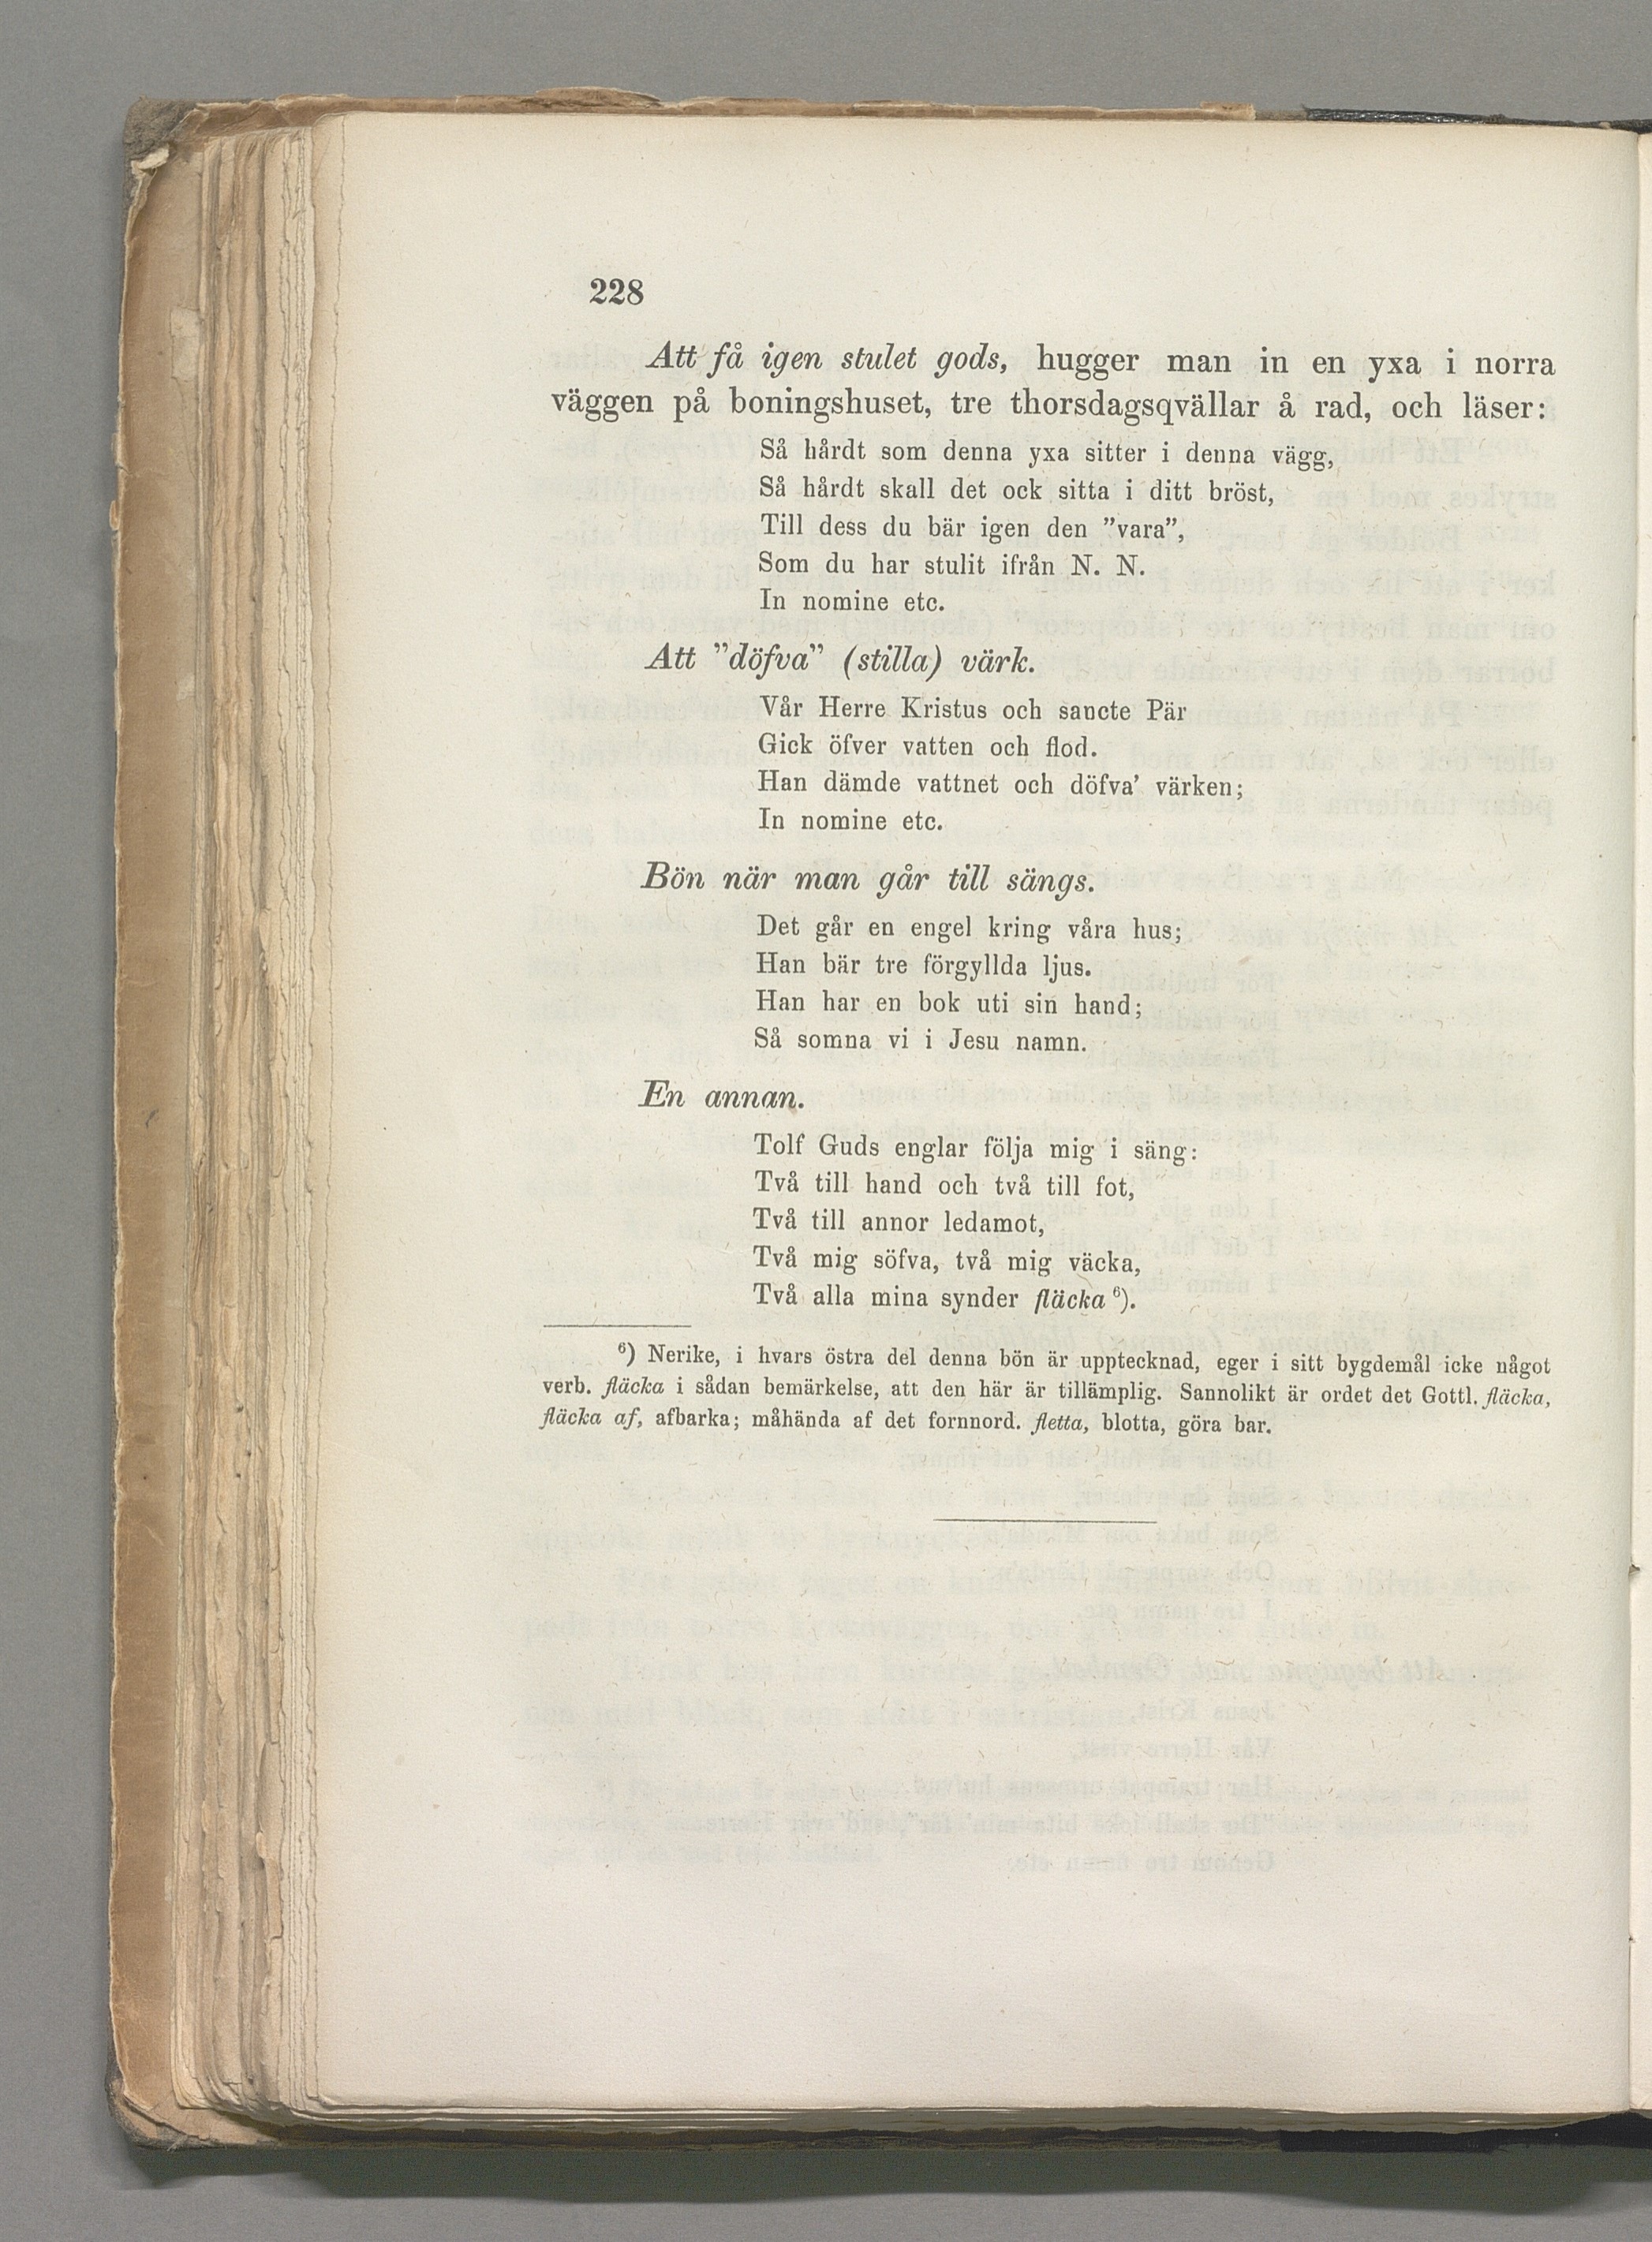 228
Att få igen stulet gods, hugger man in en yxa i norra
väggen på boningshuset, tre thorsdagsqvällar å rad, och läser:
Så hårdt som denna yxa sitter i denna vägg,
Så hårdt skall det ock sitta i ditt bröst,
Till dess du bär igen den ”vara”,
Som du har stulit ifrån N. N.
In nomine etc.
Att ”döfva” (stilla) värk.
Vår Herre Kristus och sancte Pär
Gick öfver vatten och flod.
Han dämde vattnet och döfva’ värken;
In nomine etc.
Bön när man går till sängs.
Det går en engel kring våra hus;
Han bär tre förgyllda ljus.
Han har en bok uti sin hand;
Så somna vi i Jesu namn.
En annan.
Tolf Guds englar följa mig i säng:
Två till hand och två till fot,
Två till annor ledamot,
Två mig söfva, två mig väcka,
Två alla mina synder fläcka ⁶).
⁶) Nerike, i hvars östra del denna bön är upptecknad, eger i sitt bygdemål icke något
verb. fläcka i sådan bemärkelse, att den här är tillämplig. Sannolikt är ordet det Gottl. fläcka,
fläcka af, afbarka; måhända af det fornnord. fletta, blotta, göra bar.